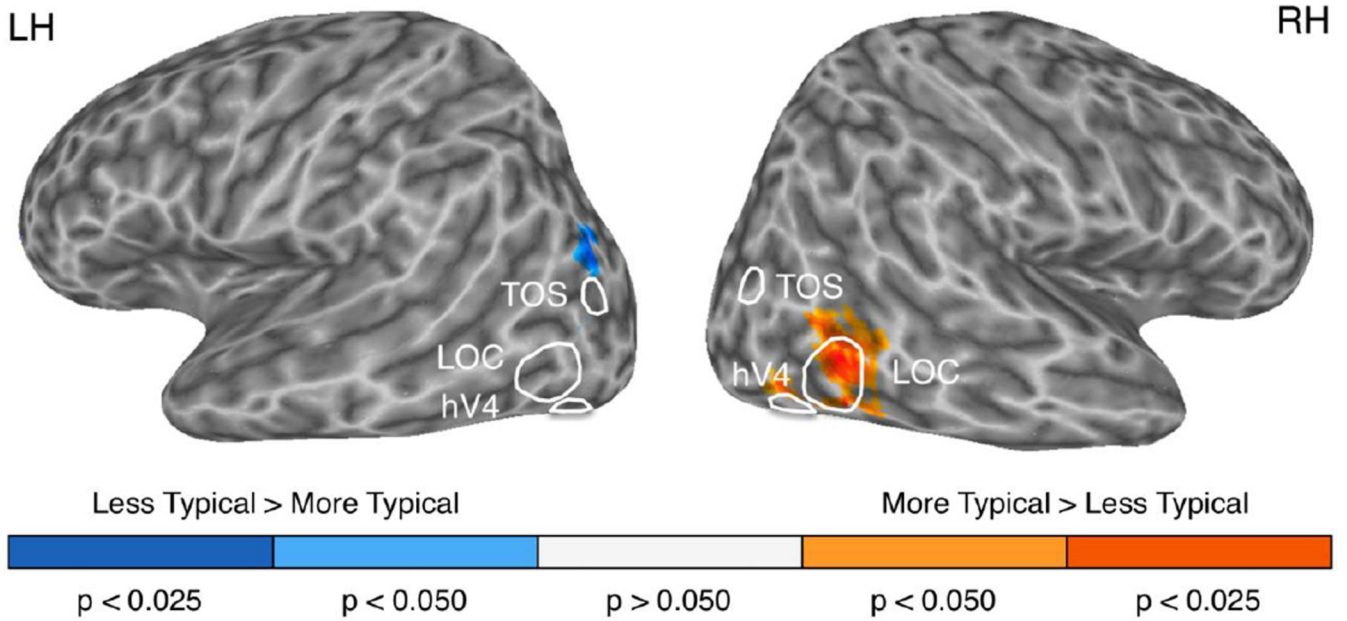 LH
RH
TOS
TOS
LOC
hV4
LOC
hV4
Less Typical > More Typical
More Typical > Less Typical
p < 0.025
p < 0.050
p > 0.050
p < 0.050
p < 0.025